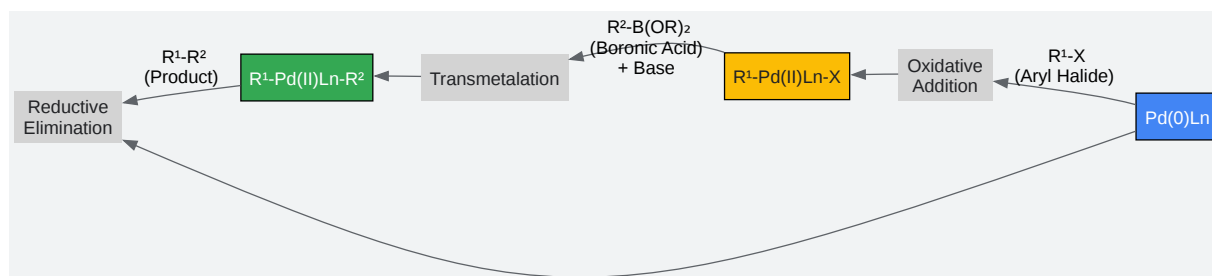 R¹-R²
(Product)
Reductive
Elimination
R¹-Pd(II)Ln-R²
Transmetalation
R²-B(OR)₂
(Boronic Acid)
+ Base
R¹-Pd(II)Ln-X
Oxidative
Addition
R¹-X
(Aryl Halide)
Pd(0)Ln